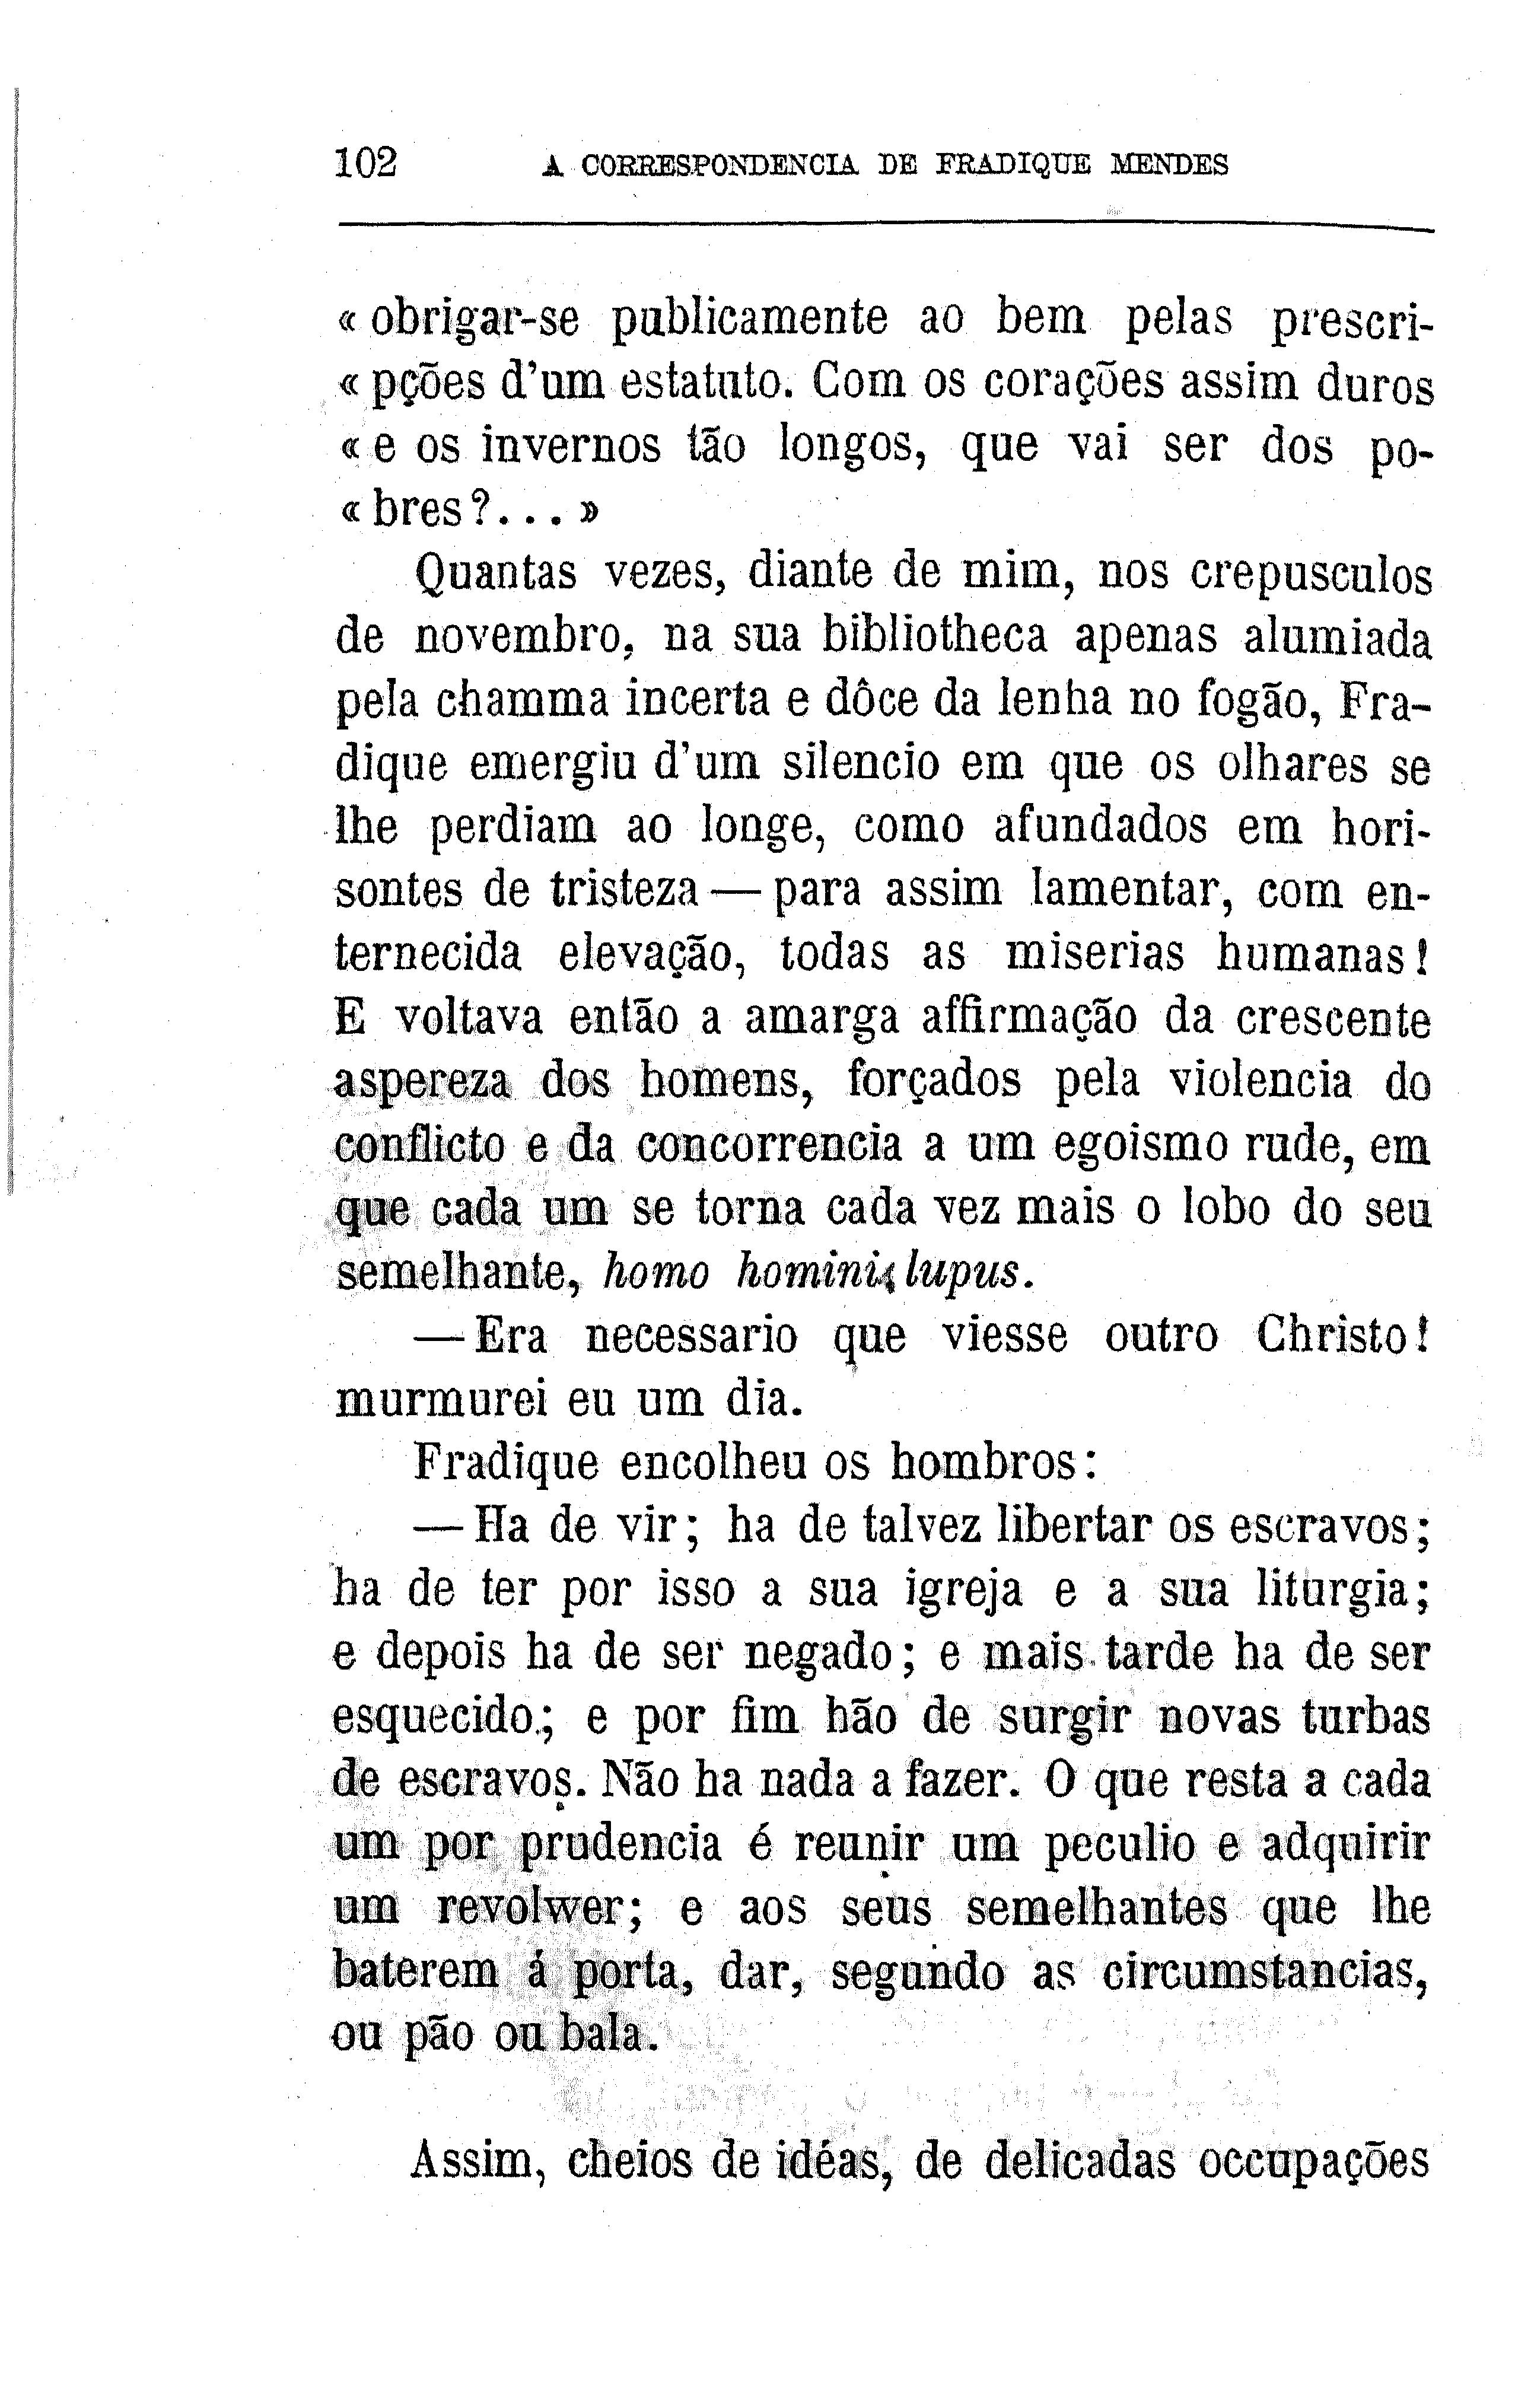 102 A CORRESPONDENCIA DE FRADIQUE MENDES
« obrigar-se publicamente ao bem pelas prescri-
« pções d'um estatuto. Com os corações assim duros
« e os invernos tão longos, que vai ser dos po-
« bres?... »
Quantas vezes, diante de mim, nos crepusculos
de novembro, na sua bibliotheca apenas alumiada
pela chamma incerta e dôce da lenha no fogão, Fra-
dique emergiu d'um silencio em que os olhares se
lhe perdiam ao longe, como afundados em hori-
sontes de tristeza — para assim lamentar, com en-
ternecida elevação, todas as miserias humanas!
E voltava então a amarga affirmação da crescente
aspereza dos homens, forçados pela violencia do
conflicto e da concorrencia a um egoismo rude, em
que cada um se torna cada vez mais o lobo do seu
semelhante, homo homini lupus.
— Era necessario que viesse outro Christo!
murmurei eu um dia.
Fradique encolheu os hombros:
— Ha de vir; ha de talvez libertar os escravos;
ha de ter por isso a sua igreja e a sua liturgia;
e depois ha de ser negado; e mais tarde ha de ser
esquecido; e por fim hão de surgir novas turbas
de escravos. Não ha nada a fazer. O que resta a cada
um por prudencia é reunir um peculio e adquirir
um revolwer; e aos seus semelhantes que lhe
baterem á porta, dar, segundo as circumstancias,
ou pão ou bala.
Assim, cheios de idéas, de delicadas occupações